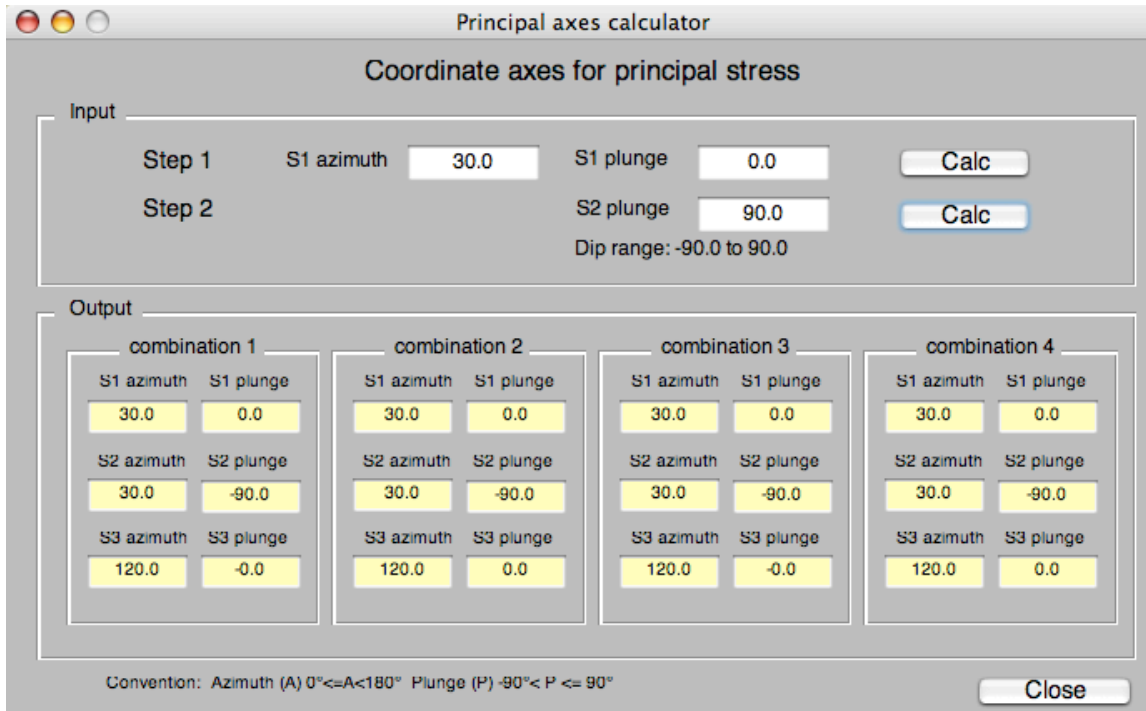 Principal axes calculator
Coordinate axes for principal stress
Input
Step 1 S1 azimuth 30.0 S1 plunge 0.0 Calc
Step 2 S2 plunge 90.0 Calc
Dip range: -90.0 to 90.0
Output
combination 1 combination 2 combination 3 combination 4
S1 azimuth S1 plunge S1 azimuth S1 plunge S1 azimuth S1 plunge S1 azimuth S1 plunge
30.0 0.0 30.0 0.0 30.0 0.0 30.0 0.0
S2 azimuth S2 plunge S2 azimuth S2 plunge S2 azimuth S2 plunge S2 azimuth S2 plunge
30.0 -90.0 30.0 -90.0 30.0 -90.0 30.0 -90.0
S3 azimuth S3 plunge S3 azimuth S3 plunge S3 azimuth S3 plunge S3 azimuth S3 plunge
120.0 -0.0 120.0 0.0 120.0 -0.0 120.0 0.0
Convention: Azimuth (A) 0°<=A<180° Plunge (P) -90°< P <= 90°
Close